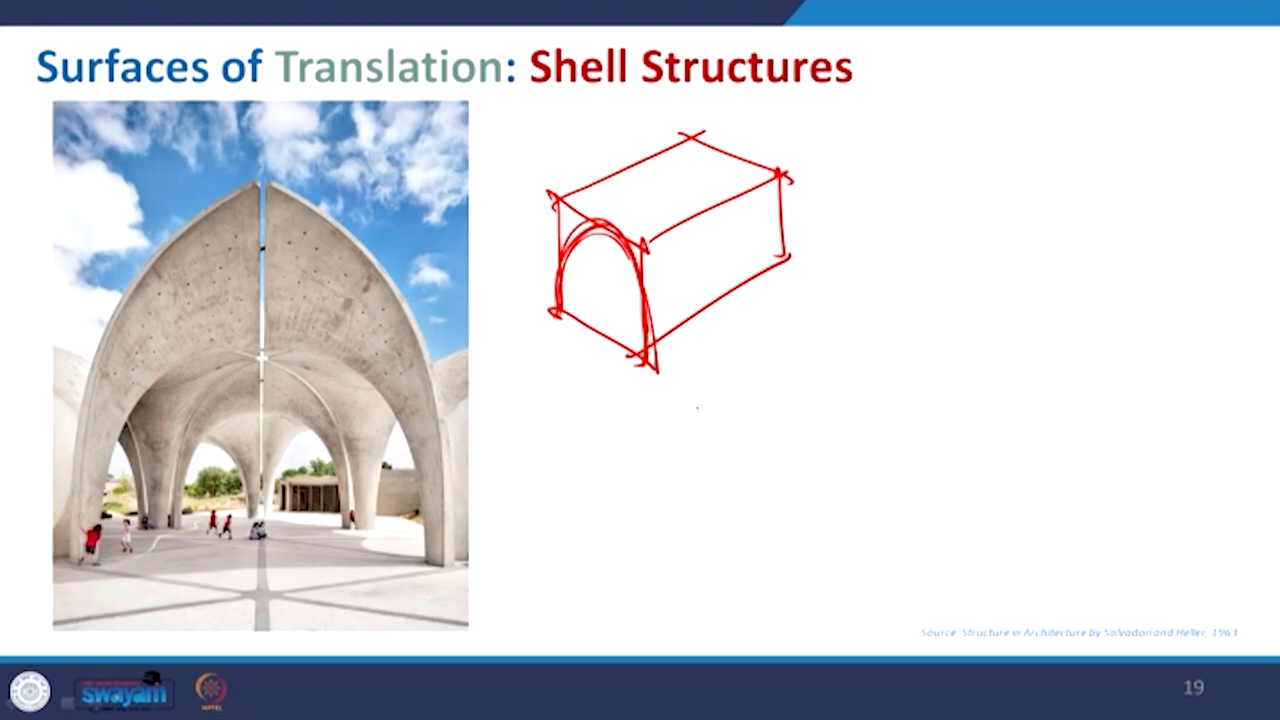 Surfaces of Translation: Shell Structures
Source: Structure in Architecture by Salvadori and Heller, 1963
swayam
19